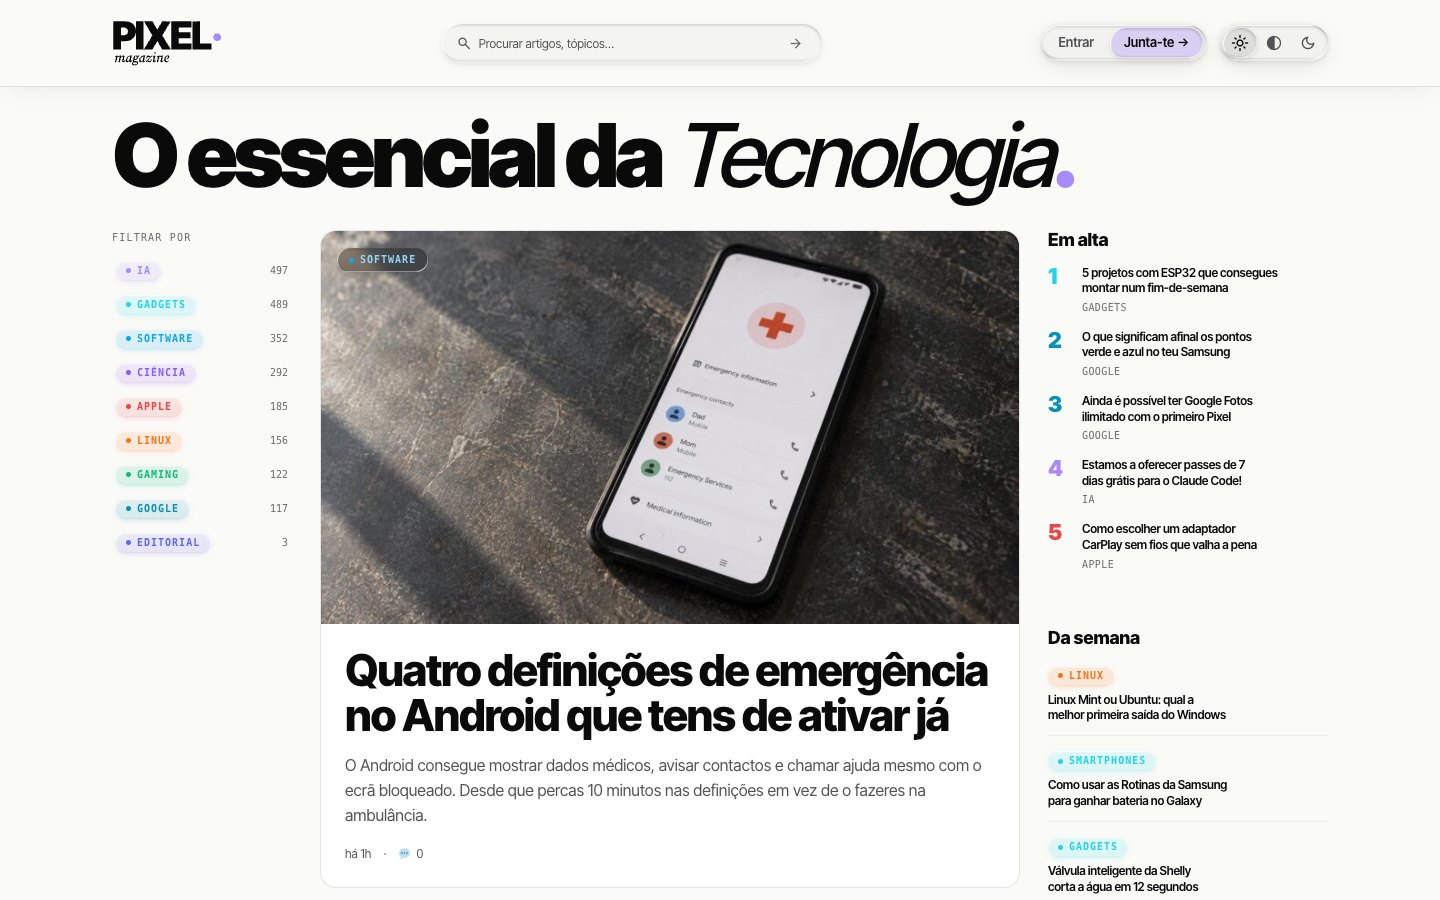 PIXEL
magazine
Procurar artigos, tópicos...
Entrar
Junta-te →
O essencial da Tecnologia.
FILTRAR POR
IA 497
GADGETS 489
SOFTWARE 352
CIÊNCIA 292
APPLE 185
LINUX 156
GAMING 122
GOOGLE 117
EDITORIAL 3
SOFTWARE
Emergency information
Emergency contacts
Dad
Mobile
Mom
Mobile
Emergency Services
112
Medical information
Quatro definições de emergência
no Android que tens de ativar já
O Android consegue mostrar dados médicos, avisar contactos e chamar ajuda mesmo com o
ecrã bloqueado. Desde que percas 10 minutos nas definições em vez de o fazeres na
ambulância.
há 1h · 0
Em alta
1 5 projetos com ESP32 que consegues
montar num fim-de-semana
GADGETS
2 O que significam afinal os pontos
verde e azul no teu Samsung
GOOGLE
3 Ainda é possível ter Google Fotos
ilimitado com o primeiro Pixel
GOOGLE
4 Estamos a oferecer passes de 7
dias grátis para o Claude Code!
IA
5 Como escolher um adaptador
CarPlay sem fios que valha a pena
APPLE
Da semana
LINUX
Linux Mint ou Ubuntu: qual a
melhor primeira saída do Windows
SMARTPHONES
Como usar as Rotinas da Samsung
para ganhar bateria no Galaxy
GADGETS
Válvula inteligente da Shelly
corta a água em 12 segundos